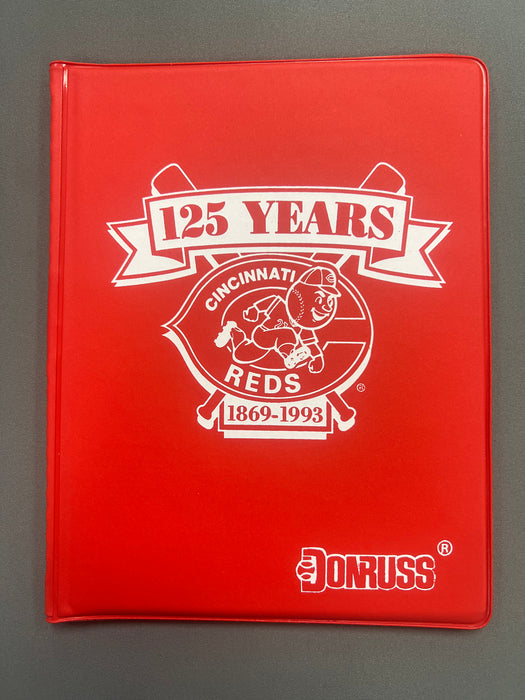 125 YEARS
CINCINNATI
REDS
®
1869-1993
DONRUSS®